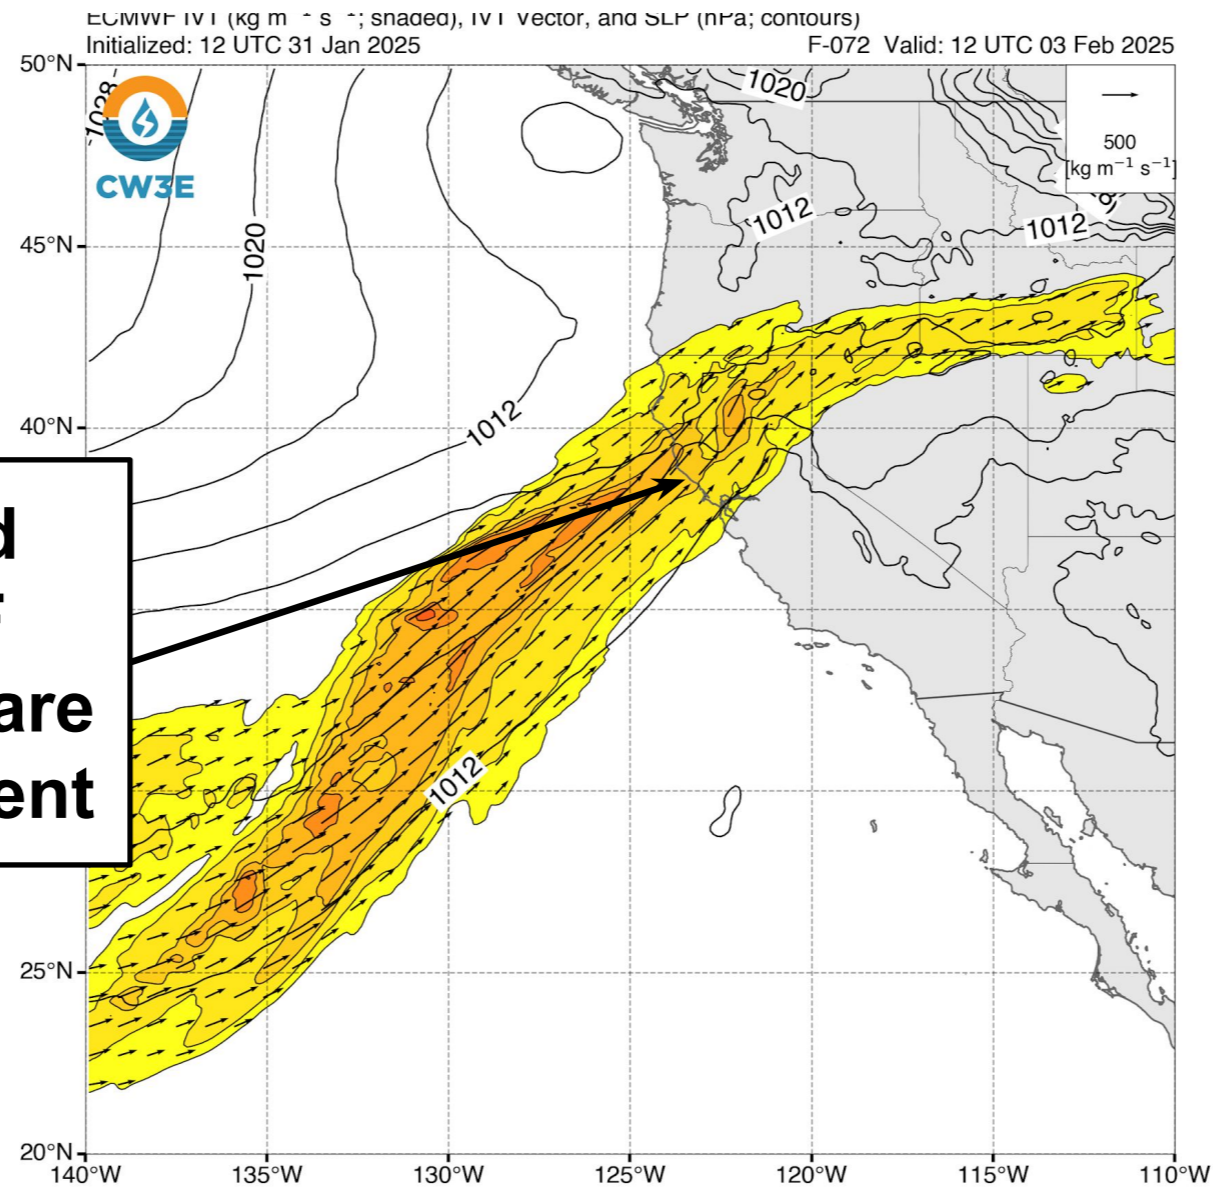 ECMWF IVT (kg m⁻¹ s⁻¹; shaded), IVT Vector, and SLP (hPa; contours)
Initialized: 12 UTC 31 Jan 2025
F-072 Valid: 12 UTC 03 Feb 2025
50°N
1028
1020
500
[kg m⁻¹ s⁻¹]
CW3E
1012
1012
45°N
1020
1012
40°N
are
1012
25°N
20°N
140°W
135°W
130°W
125°W
120°W
115°W
110°W